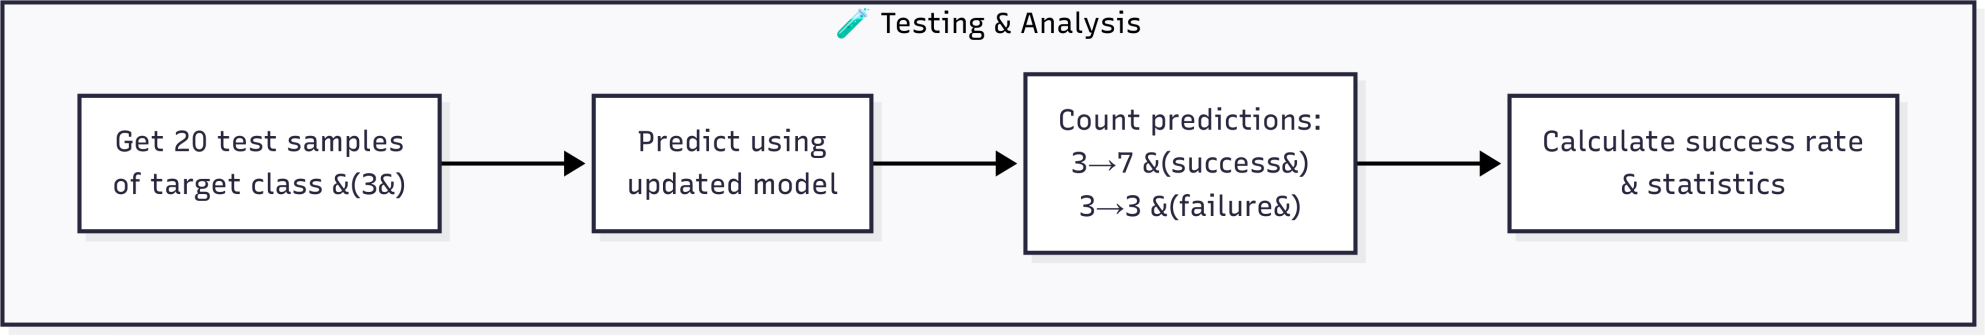 🧪 Testing & Analysis
Get 20 test samples
of target class &(3&)
Predict using
updated model
Count predictions:
3→7 &(success&)
3→3 &(failure&)
Calculate success rate
& statistics